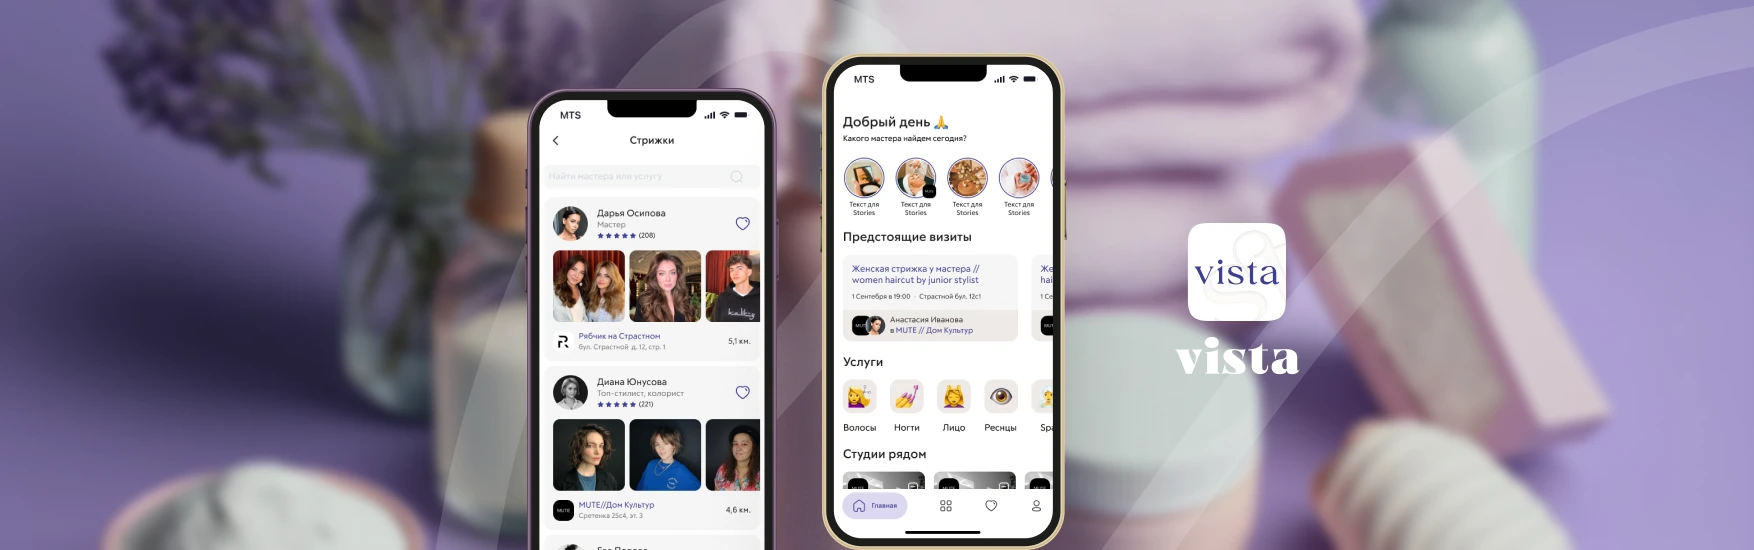 MTS
Стрижки
Найти мастера или услугу
Дарья Осипова
Мастер
(208)
Рябчик на Страстном
бул. Страстной д. 12, стр. 1
5,1 км.
Диана Юнусова
Топ-стилист, колорист
(221)
MUTE
MUTE//Дом Культур
Сретенка 25с4, эт. 3
4,6 км.
MTS
Добрый день
Какого мастера найдем сегодня?
Текст для
Stories
Текст для
Stories
Текст для
Stories
Текст для
Stories
Предстоящие визиты
Женская стрижка у мастера //
women haircut by junior stylist
1 Сентября в 19:00 · Страстной бул. 12с1
Анастасия Иванова
в MUTE // Дом Культур
Услуги
Волосы
Ногти
Лицо
Ресницы
Студии рядом
Главная
vista
vista